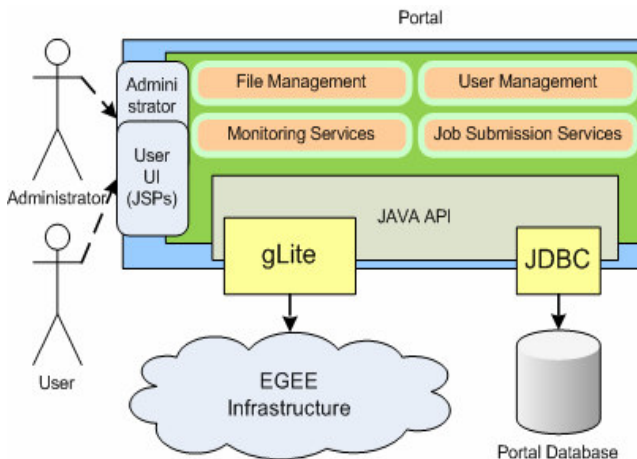 Portal
Admini
strator
File Management
User Management
Monitoring Services
Job Submission Services
User
UI
(JSPs)
Administrator
JAVA API
gLite
JDBC
User
EGEE
Infrastructure
Portal Database